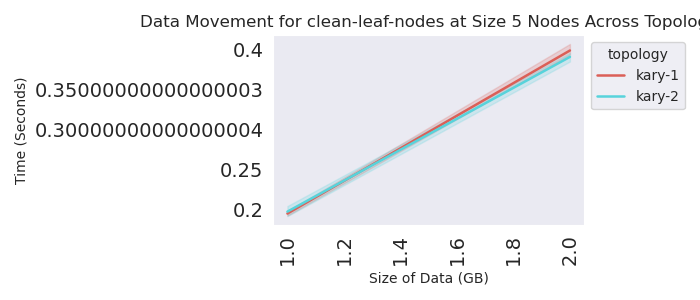 Data Movement for clean-leaf-nodes at Size 5 Nodes Across Topolog
0.4
0.35000000000000003
0.30000000000000004
0.25
0.2
Time (Seconds)
1.0
1.2
1.4
1.6
1.8
2.0
Size of Data (GB)
topology
kary-1
kary-2